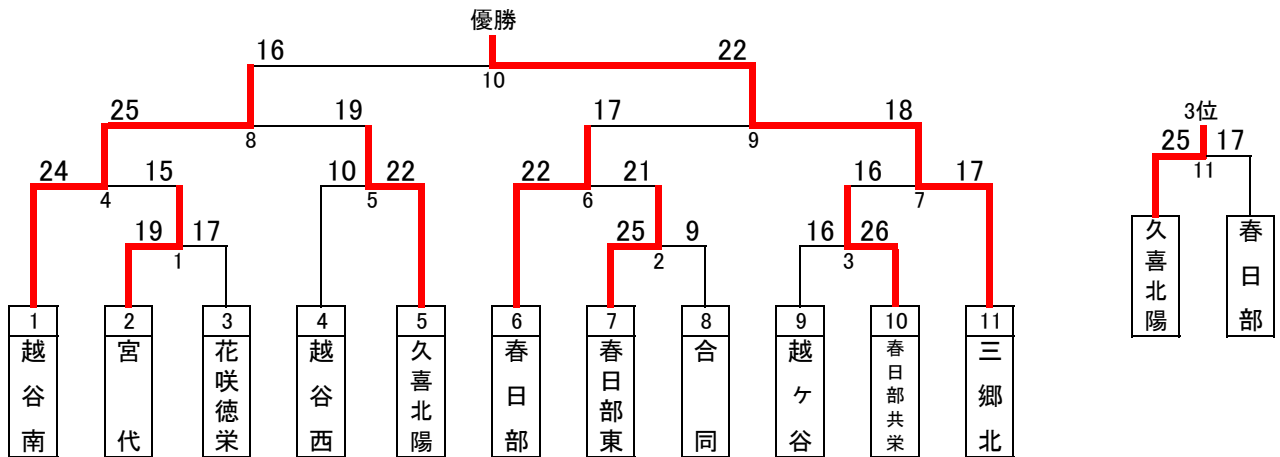 優勝
16 22
10
25 19 17 18
8 9
3位
25 17
11
24 15 10 22 22 21 16 17
4 5 6 7
19 17 25 9 16 26
1 2 3
1 2 3 4 5 6 7 8 9 10 11
越谷南
宮代
花咲徳栄
越谷西
久喜北陽
春日部
春日部東
合同
越ケ谷
春日部共栄
三郷北
久喜北陽
春日部